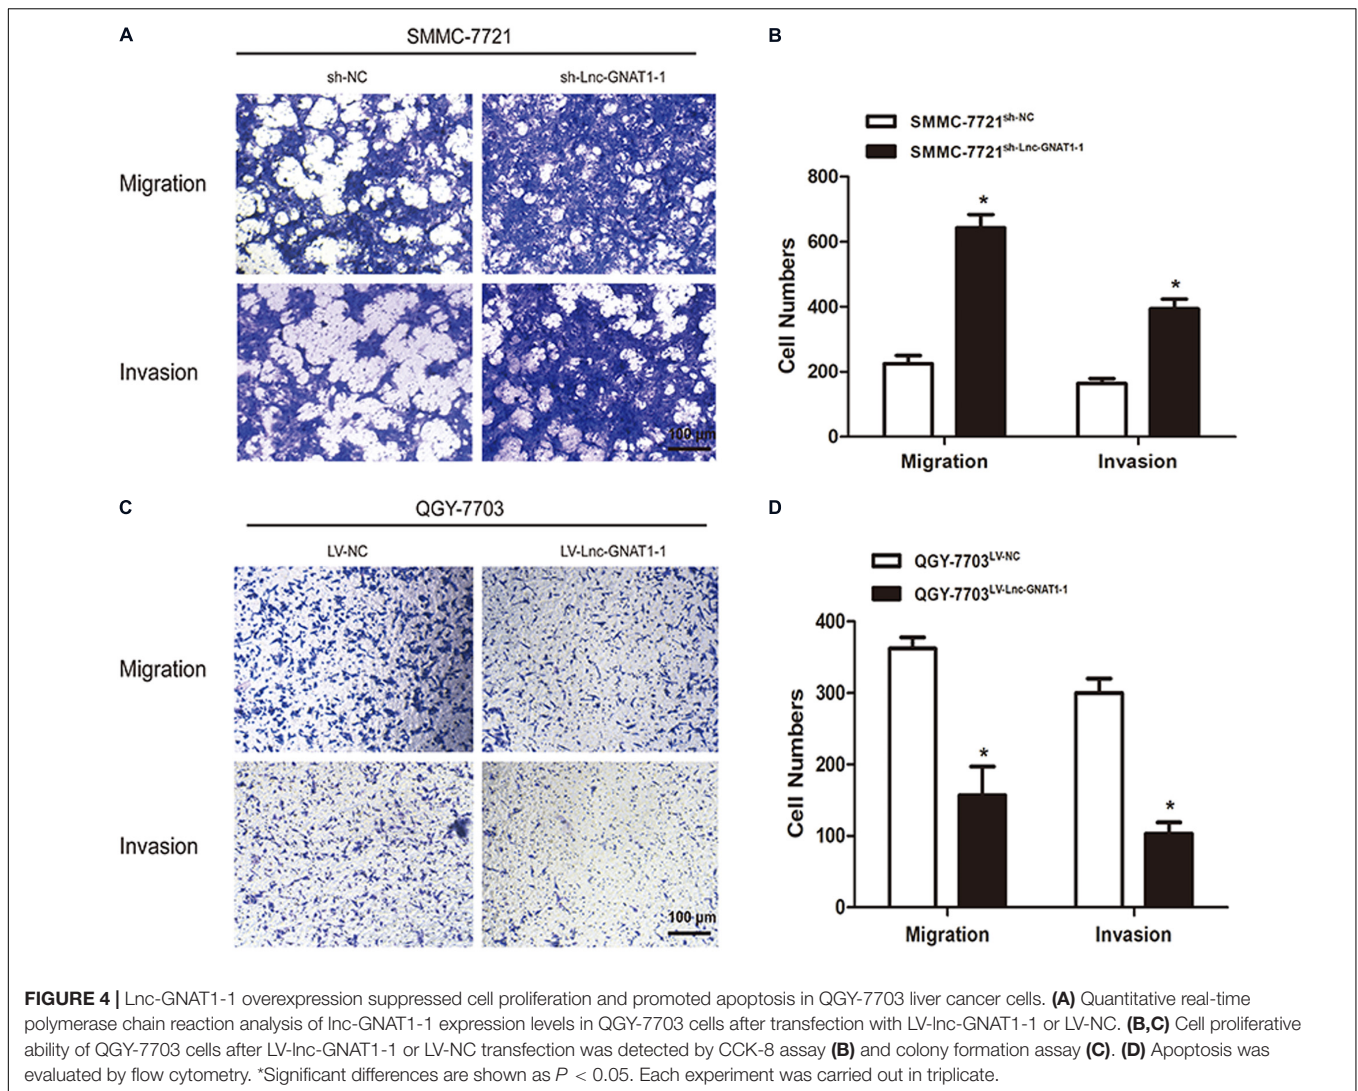 A
SMMC-7721
sh-NC
sh-Lnc-GNAT1-1
Migration
Invasion
100 μm
B
SMMC-7721sh-NC
SMMC-7721sh-Lnc-GNAT1-1
800
600
400
200
0
Cell Numbers
*
*
Migration
Invasion
C
QGY-7703
LV-NC
LV-Lnc-GNAT1-1
Migration
Invasion
100 μm
D
QGY-7703LV-NC
QGY-7703LV-Lnc-GNAT1-1
400
300
200
100
0
Cell Numbers
*
*
Migration
Invasion
FIGURE 4 | Lnc-GNAT1-1 overexpression suppressed cell proliferation and promoted apoptosis in QGY-7703 liver cancer cells. (A) Quantitative real-time
polymerase chain reaction analysis of lnc-GNAT1-1 expression levels in QGY-7703 cells after transfection with LV-lnc-GNAT1-1 or LV-NC. (B,C) Cell proliferative
ability of QGY-7703 cells after LV-lnc-GNAT1-1 or LV-NC transfection was detected by CCK-8 assay (B) and colony formation assay (C). (D) Apoptosis was
evaluated by flow cytometry. *Significant differences are shown as P < 0.05. Each experiment was carried out in triplicate.